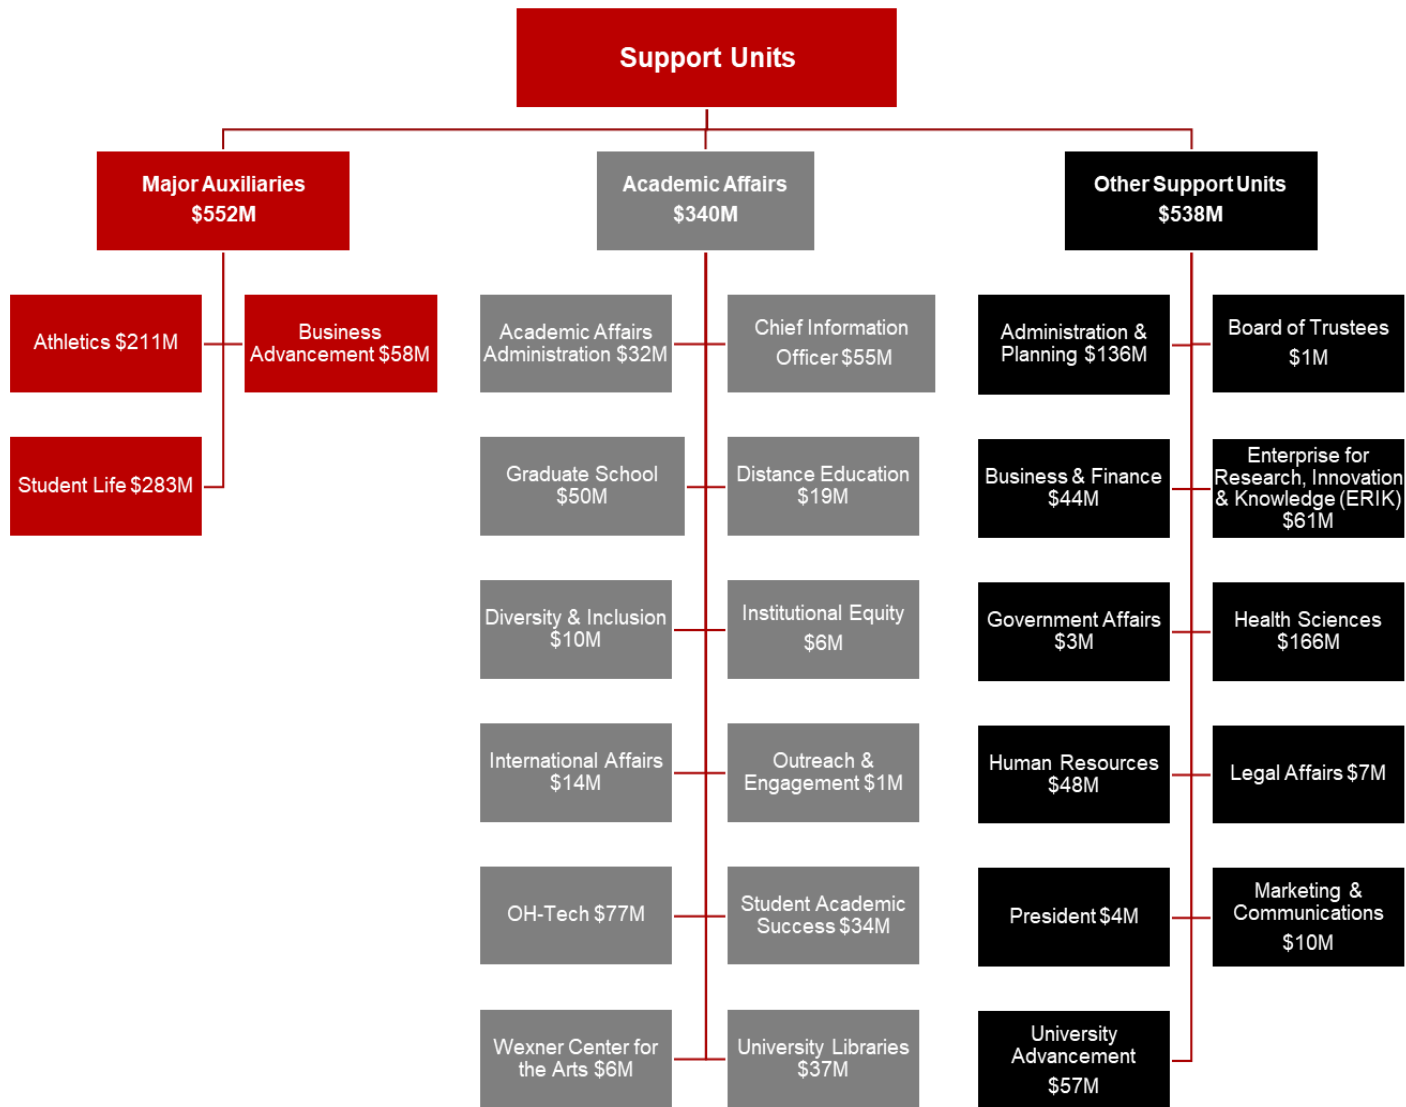 Support Units
Major Auxiliaries
$552M
Academic Affairs
$340M
Other Support Units
$538M
Athletics $211M
Business
Advancement $58M
Student Life $283M
Academic Affairs
Administration $32M
Chief Information
Officer $55M
Graduate School
$50M
Distance Education
$19M
Diversity & Inclusion
$10M
Institutional Equity
$6M
International Affairs
$14M
Outreach &
Engagement $1M
OH-Tech $77M
Student Academic
Success $34M
Wexner Center for
the Arts $6M
University Libraries
$37M
Administration &
Planning $136M
Board of Trustees
$1M
Business & Finance
$44M
Enterprise for
Research, Innovation
& Knowledge (ERIK)
$61M
Government Affairs
$3M
Health Sciences
$166M
Human Resources
$48M
Legal Affairs $7M
President $4M
Marketing &
Communications
$10M
University
Advancement
$57M